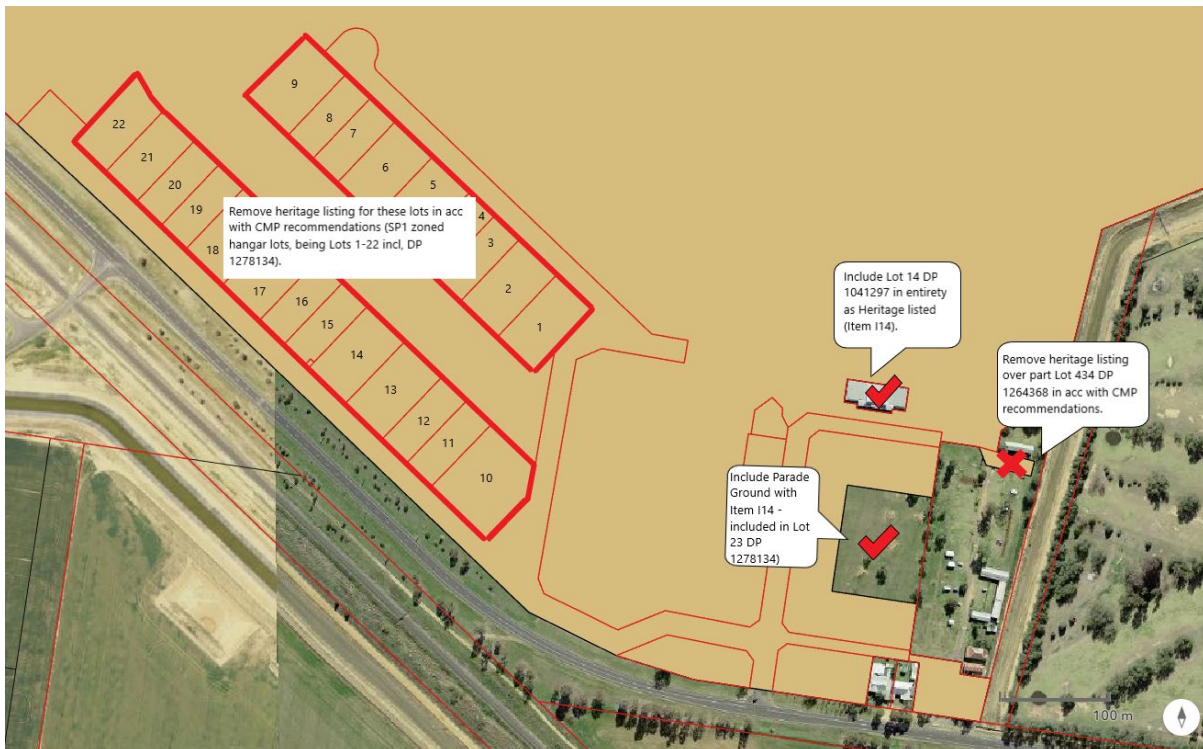 9
8
7
6
5
4
3
2
1
22
21
20
19
18
17
16
15
14
13
12
11
10
Remove heritage listing for these lots in acc
with CMP recommendations (SP1 zoned
hangar lots, being Lots 1-22 incl, DP
1278134).
Include Lot 14 DP
1041297 in entirety
as Heritage listed
(Item I14).
Remove heritage listing
over part Lot 434 DP
1264368 in acc with CMP
recommendations.
Include Parade
Ground with
Item I14 -
included in Lot
23 DP
1278134)
100 m